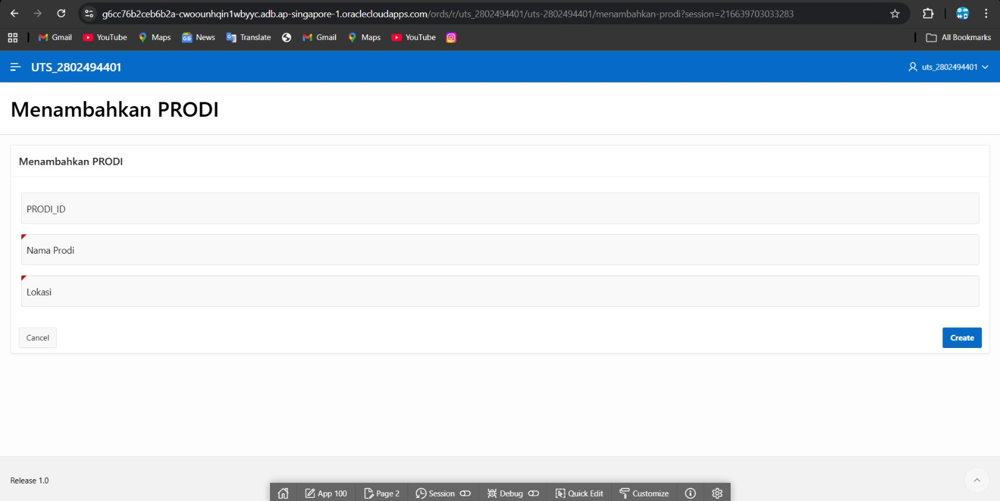 g6cc76b2ceb6b2a-cwoounhqin1wbyyc.adb.ap-singapore-1.oraclecloudapps.com/ords/r/uts_2802494401/uts-2802494401/menambahkan-prodi?session=216639703033283
Gmail YouTube Maps News Translate Gmail Maps YouTube All Bookmarks
UTS_2802494401 uts_2802494401
Menambahkan PRODI
Menambahkan PRODI
PRODI_ID
Nama Prodi
Lokasi
Cancel Create
Release 1.0
App 100 Page 2 Session Debug Quick Edit Customize